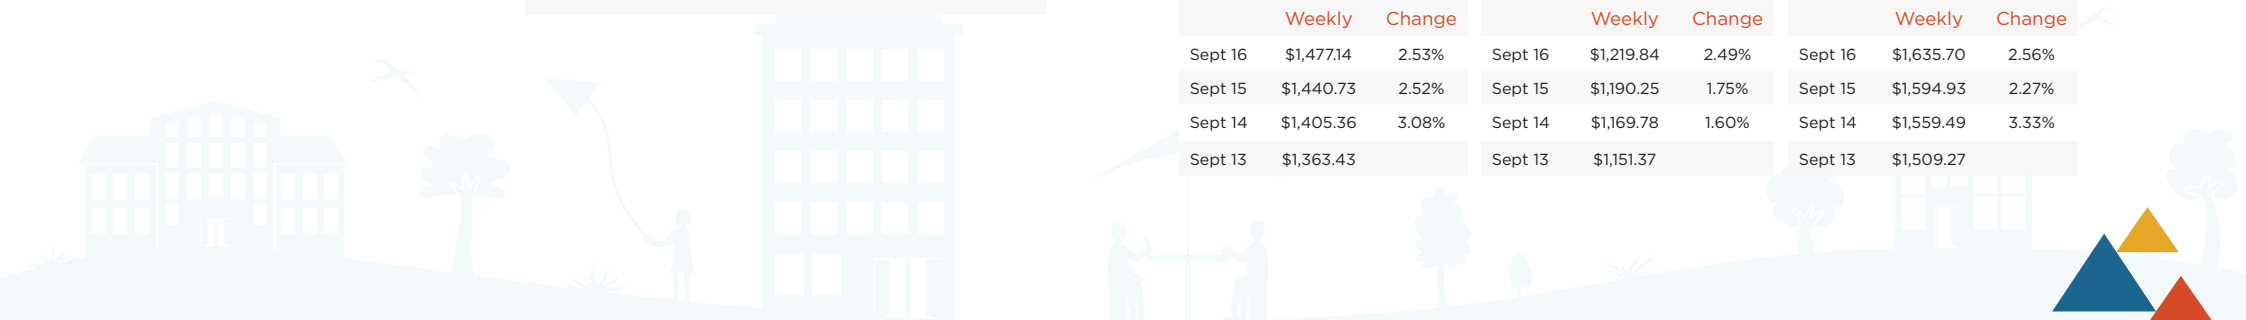 Weekly Change Weekly Change Weekly Change
Sept 16 $1,477.14 2.53% Sept 16 $1,219.84 2.49% Sept 16 $1,635.70 2.56%
Sept 15 $1,440.73 2.52% Sept 15 $1,190.25 1.75% Sept 15 $1,594.93 2.27%
Sept 14 $1,405.36 3.08% Sept 14 $1,169.78 1.60% Sept 14 $1,559.49 3.33%
Sept 13 $1,363.43 Sept 13 $1,151.37 Sept 13 $1,509.27